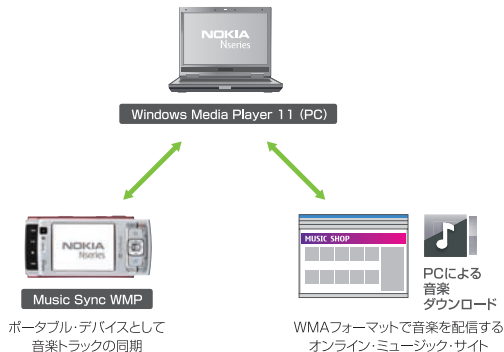 NOKIA
Nseries
Windows Media Player 11 (PC)
NOKIA
Nseries
Music Sync WMP
ポータブル・デバイスとして
音楽トラックの同期
MUSIC SHOP
PCによる
音楽
ダウンロード
WMAフォーマットで音楽を配信する
オンライン・ミュージック・サイト